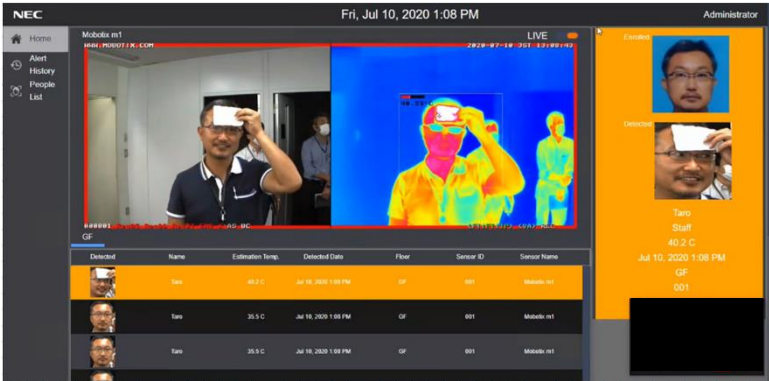 NEC
Fri, Jul 10, 2020 1:08 PM
Administrator
Home
Alert
History
People
List
Mobotix m1
LIVE
WWW.MOBOTIX.COM
2020-07-10 JST 13:08:43
GF
Detected Name Estimation Temp. Detected Date Floor Sensor ID Sensor Name
Taro 40.2 C Jul 10, 2020 1:08 PM GF 001 Mobotix m1
Taro 35.5 C Jul 10, 2020 1:08 PM GF 001 Mobotix m1
Taro 35.5 C Jul 10, 2020 1:08 PM GF 001 Mobotix m1
Enrolled
Detected
Taro
Staff
40.2 C
Jul 10, 2020 1:08 PM
GF
001